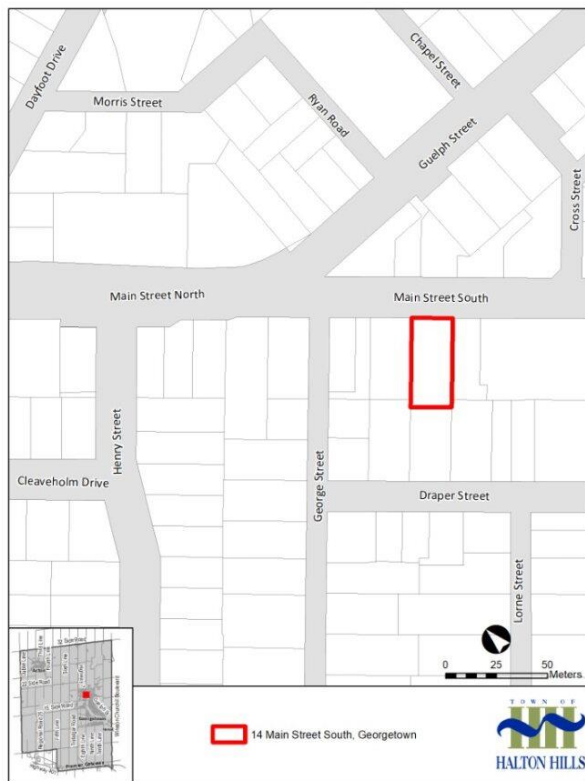 Dayfoot Drive
Chapel Street
Morris Street
Ryan Road
Guelph Street
Cross Street
Main Street North
Main Street South
Henry Street
George Street
Cleaveholm Drive
Draper Street
Lorne Street
0 25 50
Meters
14 Main Street South, Georgetown
TOWN OF
HALTON HILLS